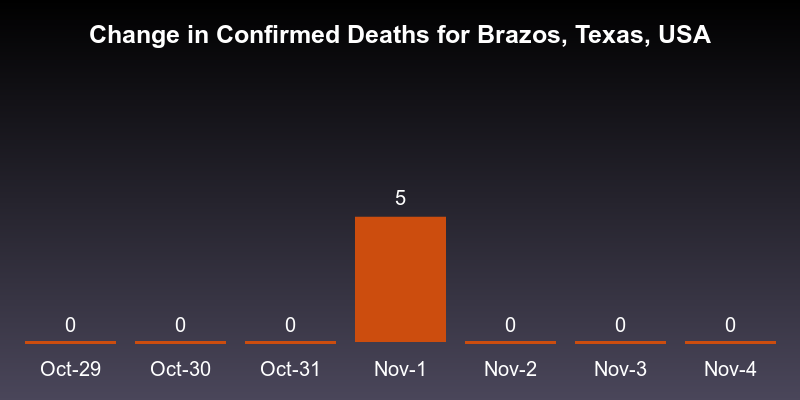 Change in Confirmed Deaths for Brazos, Texas, USA
5
0 0 0 0 0 0
Oct-29 Oct-30 Oct-31 Nov-1 Nov-2 Nov-3 Nov-4